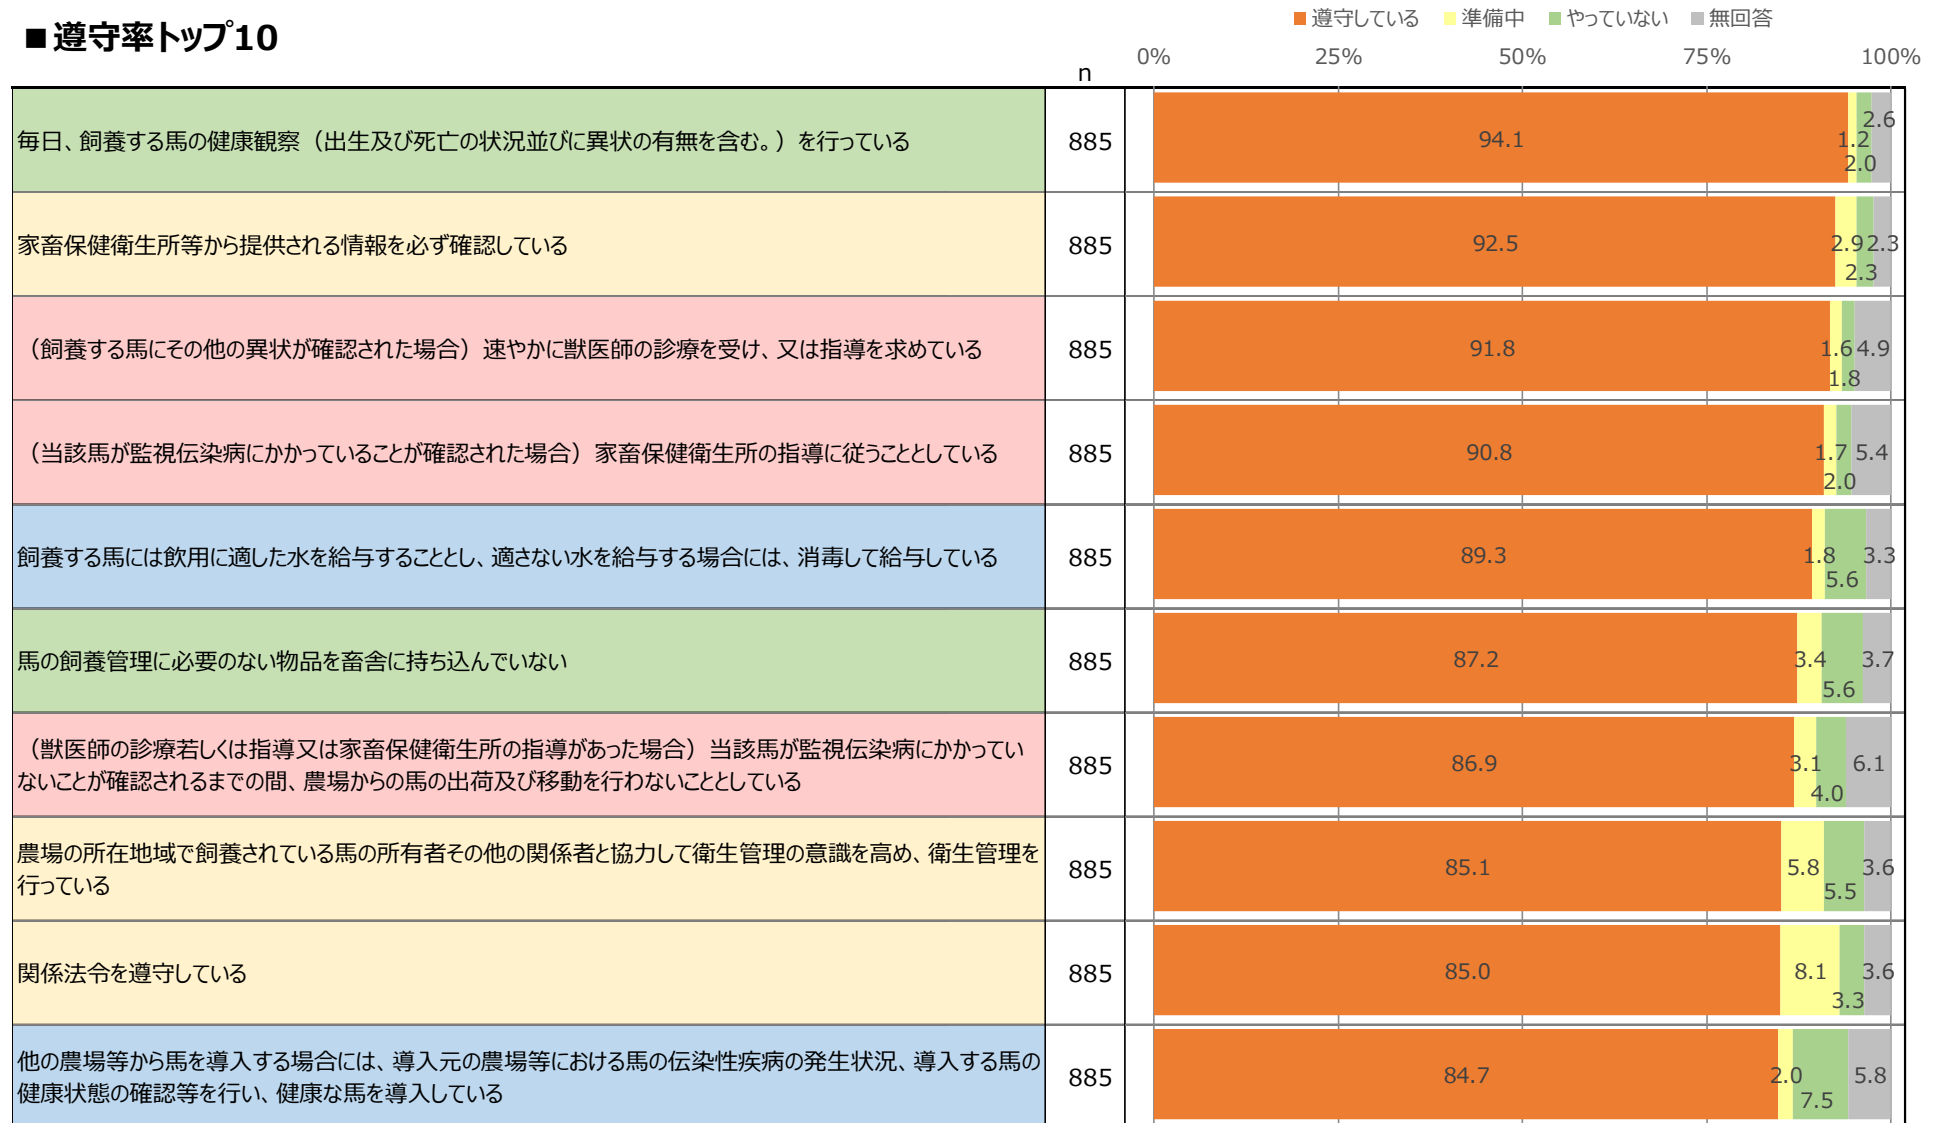 ■遵守率トップ10
■遵守している ■準備中 ■やっていない ■無回答
n
0% 25% 50% 75% 100%
毎日、飼養する馬の健康観察（出生及び死亡の状況並びに異状の有無を含む。）を行っている 885 94.1 1.2 2.0 2.6
家畜保健衛生所等から提供される情報を必ず確認している 885 92.5 2.9 2.3 2.3
（飼養する馬にその他の異状が確認された場合）速やかに獣医師の診療を受け、又は指導を求めている 885 91.8 1.6 1.8 4.9
（当該馬が監視伝染病にかかっていることが確認された場合）家畜保健衛生所の指導に従うこととしている 885 90.8 1.7 2.0 5.4
飼養する馬には飲用に適した水を給与することとし、適さない水を給与する場合には、消毒して給与している 885 89.3 1.8 5.6 3.3
馬の飼養管理に必要のない物品を畜舎に持ち込んでいない 885 87.2 3.4 5.6 3.7
（獣医師の診療若しくは指導又は家畜保健衛生所の指導があった場合）当該馬が監視伝染病にかかってい
ないことが確認されるまでの間、農場からの馬の出荷及び移動を行わないこととしている 885 86.9 3.1 4.0 6.1
農場の所在地域で飼養されている馬の所有者その他の関係者と協力して衛生管理の意識を高め、衛生管理を
行っている 885 85.1 5.8 5.5 3.6
関係法令を遵守している 885 85.0 8.1 3.3 3.6
他の農場等から馬を導入する場合には、導入元の農場等における馬の伝染性疾病の発生状況、導入する馬の
健康状態の確認等を行い、健康な馬を導入している 885 84.7 2.0 7.5 5.8